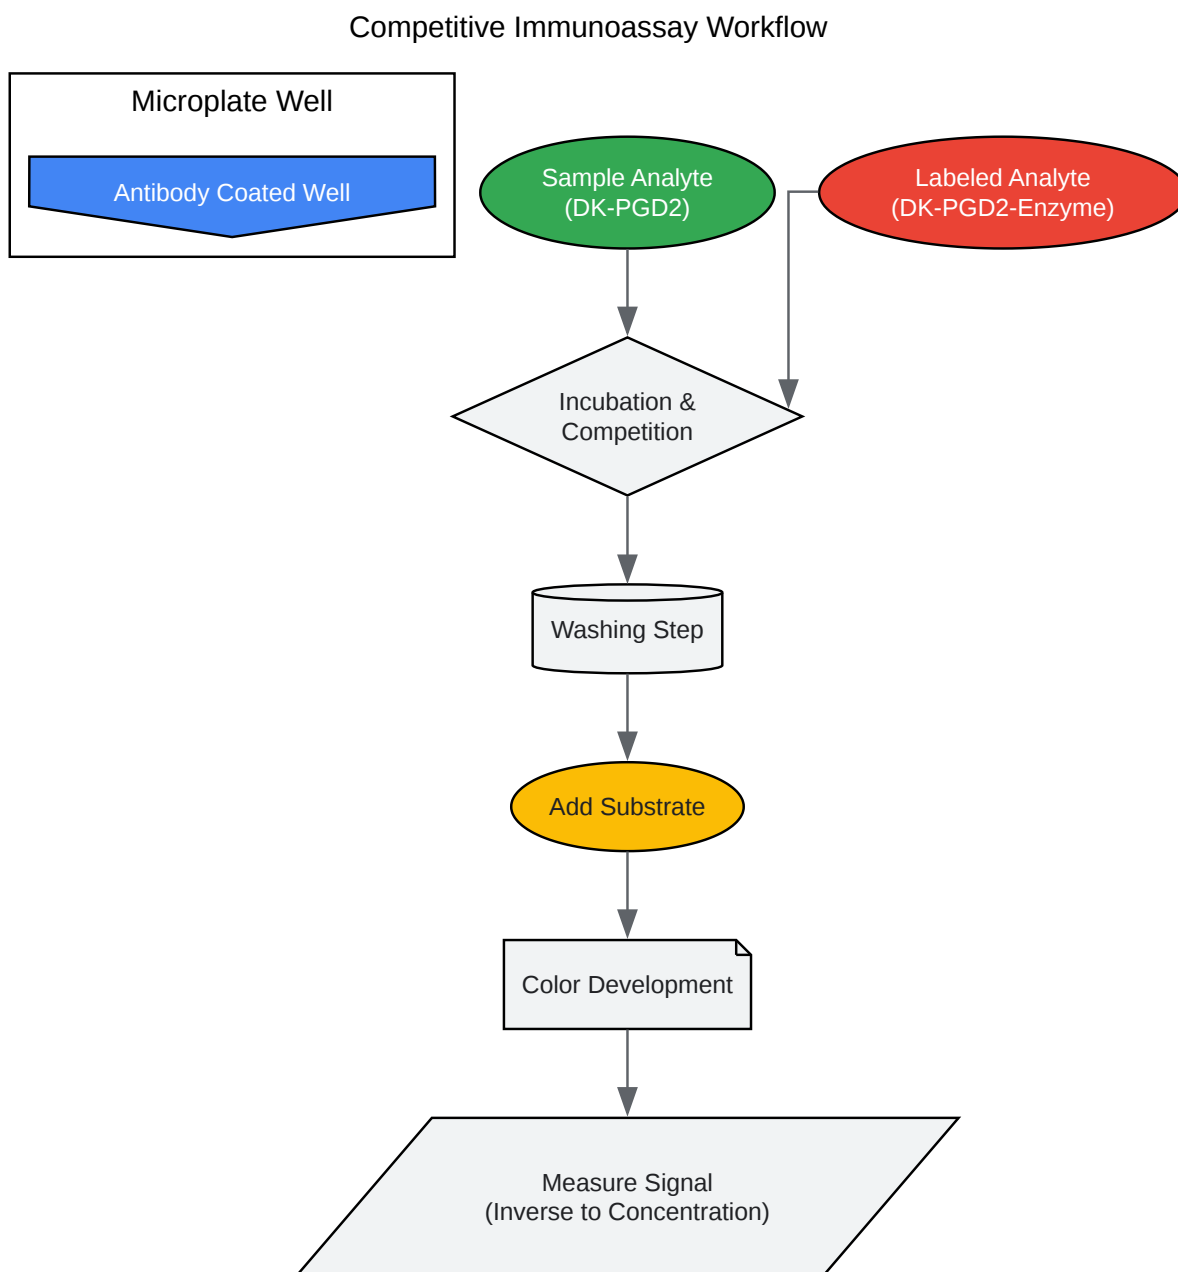 Competitive Immunoassay Workflow
Microplate Well
Antibody Coated Well
Sample Analyte
(DK-PGD2)
Labeled Analyte
(DK-PGD2-Enzyme)
Incubation &
Competition
Washing Step
Add Substrate
Color Development
Measure Signal
(Inverse to Concentration)